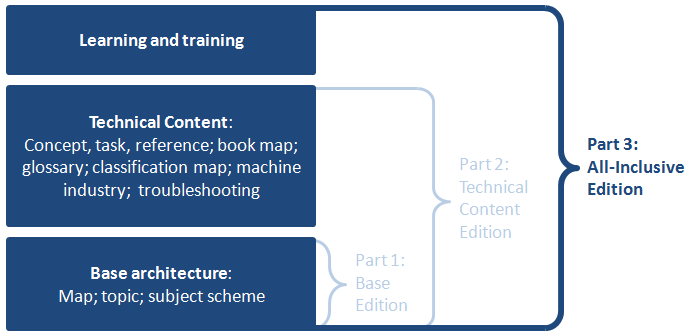 Learning and training
Technical Content:
Concept, task, reference; book map;
glossary; classification map; machine
industry; troubleshooting
Base architecture:
Map; topic; subject scheme
Part 1:
Base
Edition
Part 2:
Technical
Content
Edition
Part 3:
All-Inclusive
Edition